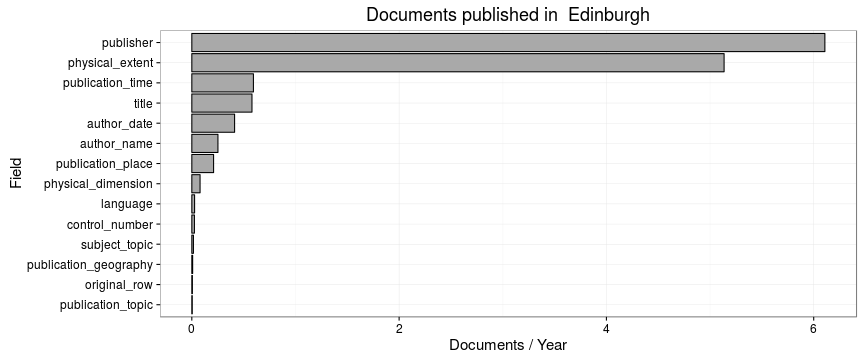 Documents published in  Edinburgh
Field
publisher
physical_extent
publication_time
title
author_date
author_name
publication_place
physical_dimension
language
control_number
subject_topic
publication_geography
original_row
publication_topic
0 2 4 6
Documents / Year